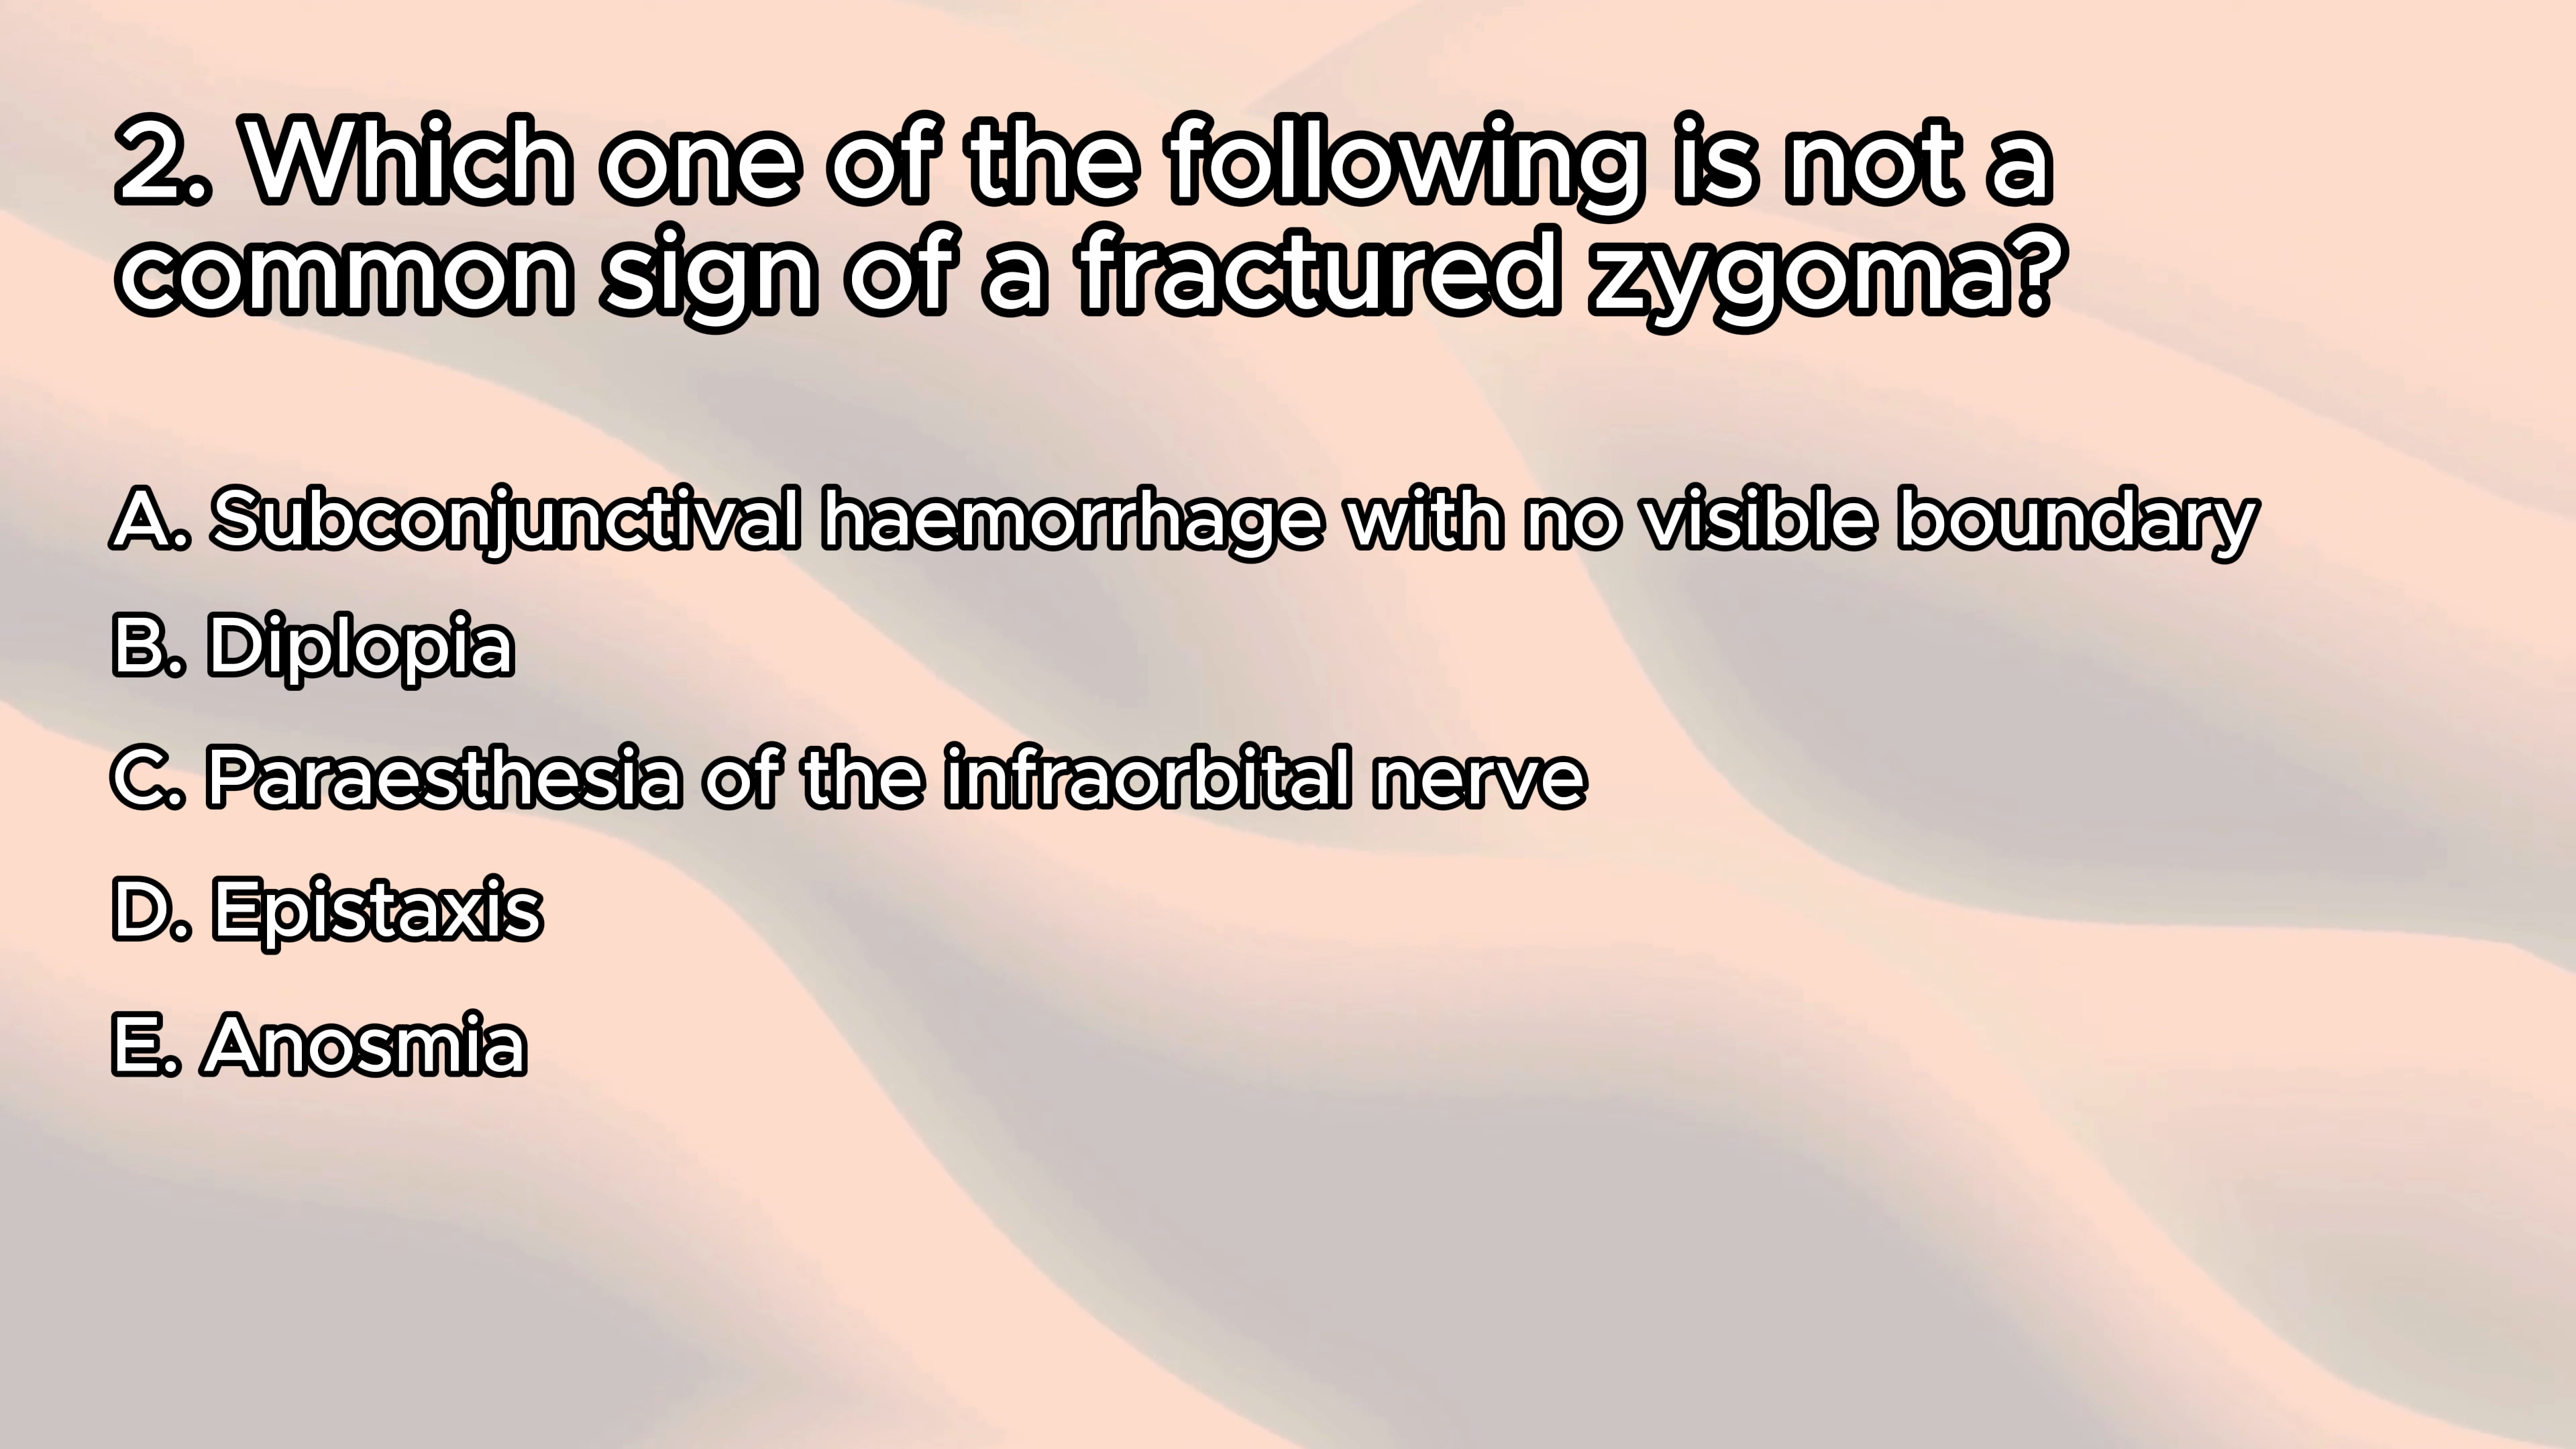 2. Which one of the following is not a
common sign of a fractured zygoma?
A. Subconjunctival haemorrhage with no visible boundary
B. Diplopia
C. Paraesthesia of the infraorbital nerve
D. Epistaxis
E. Anosmia